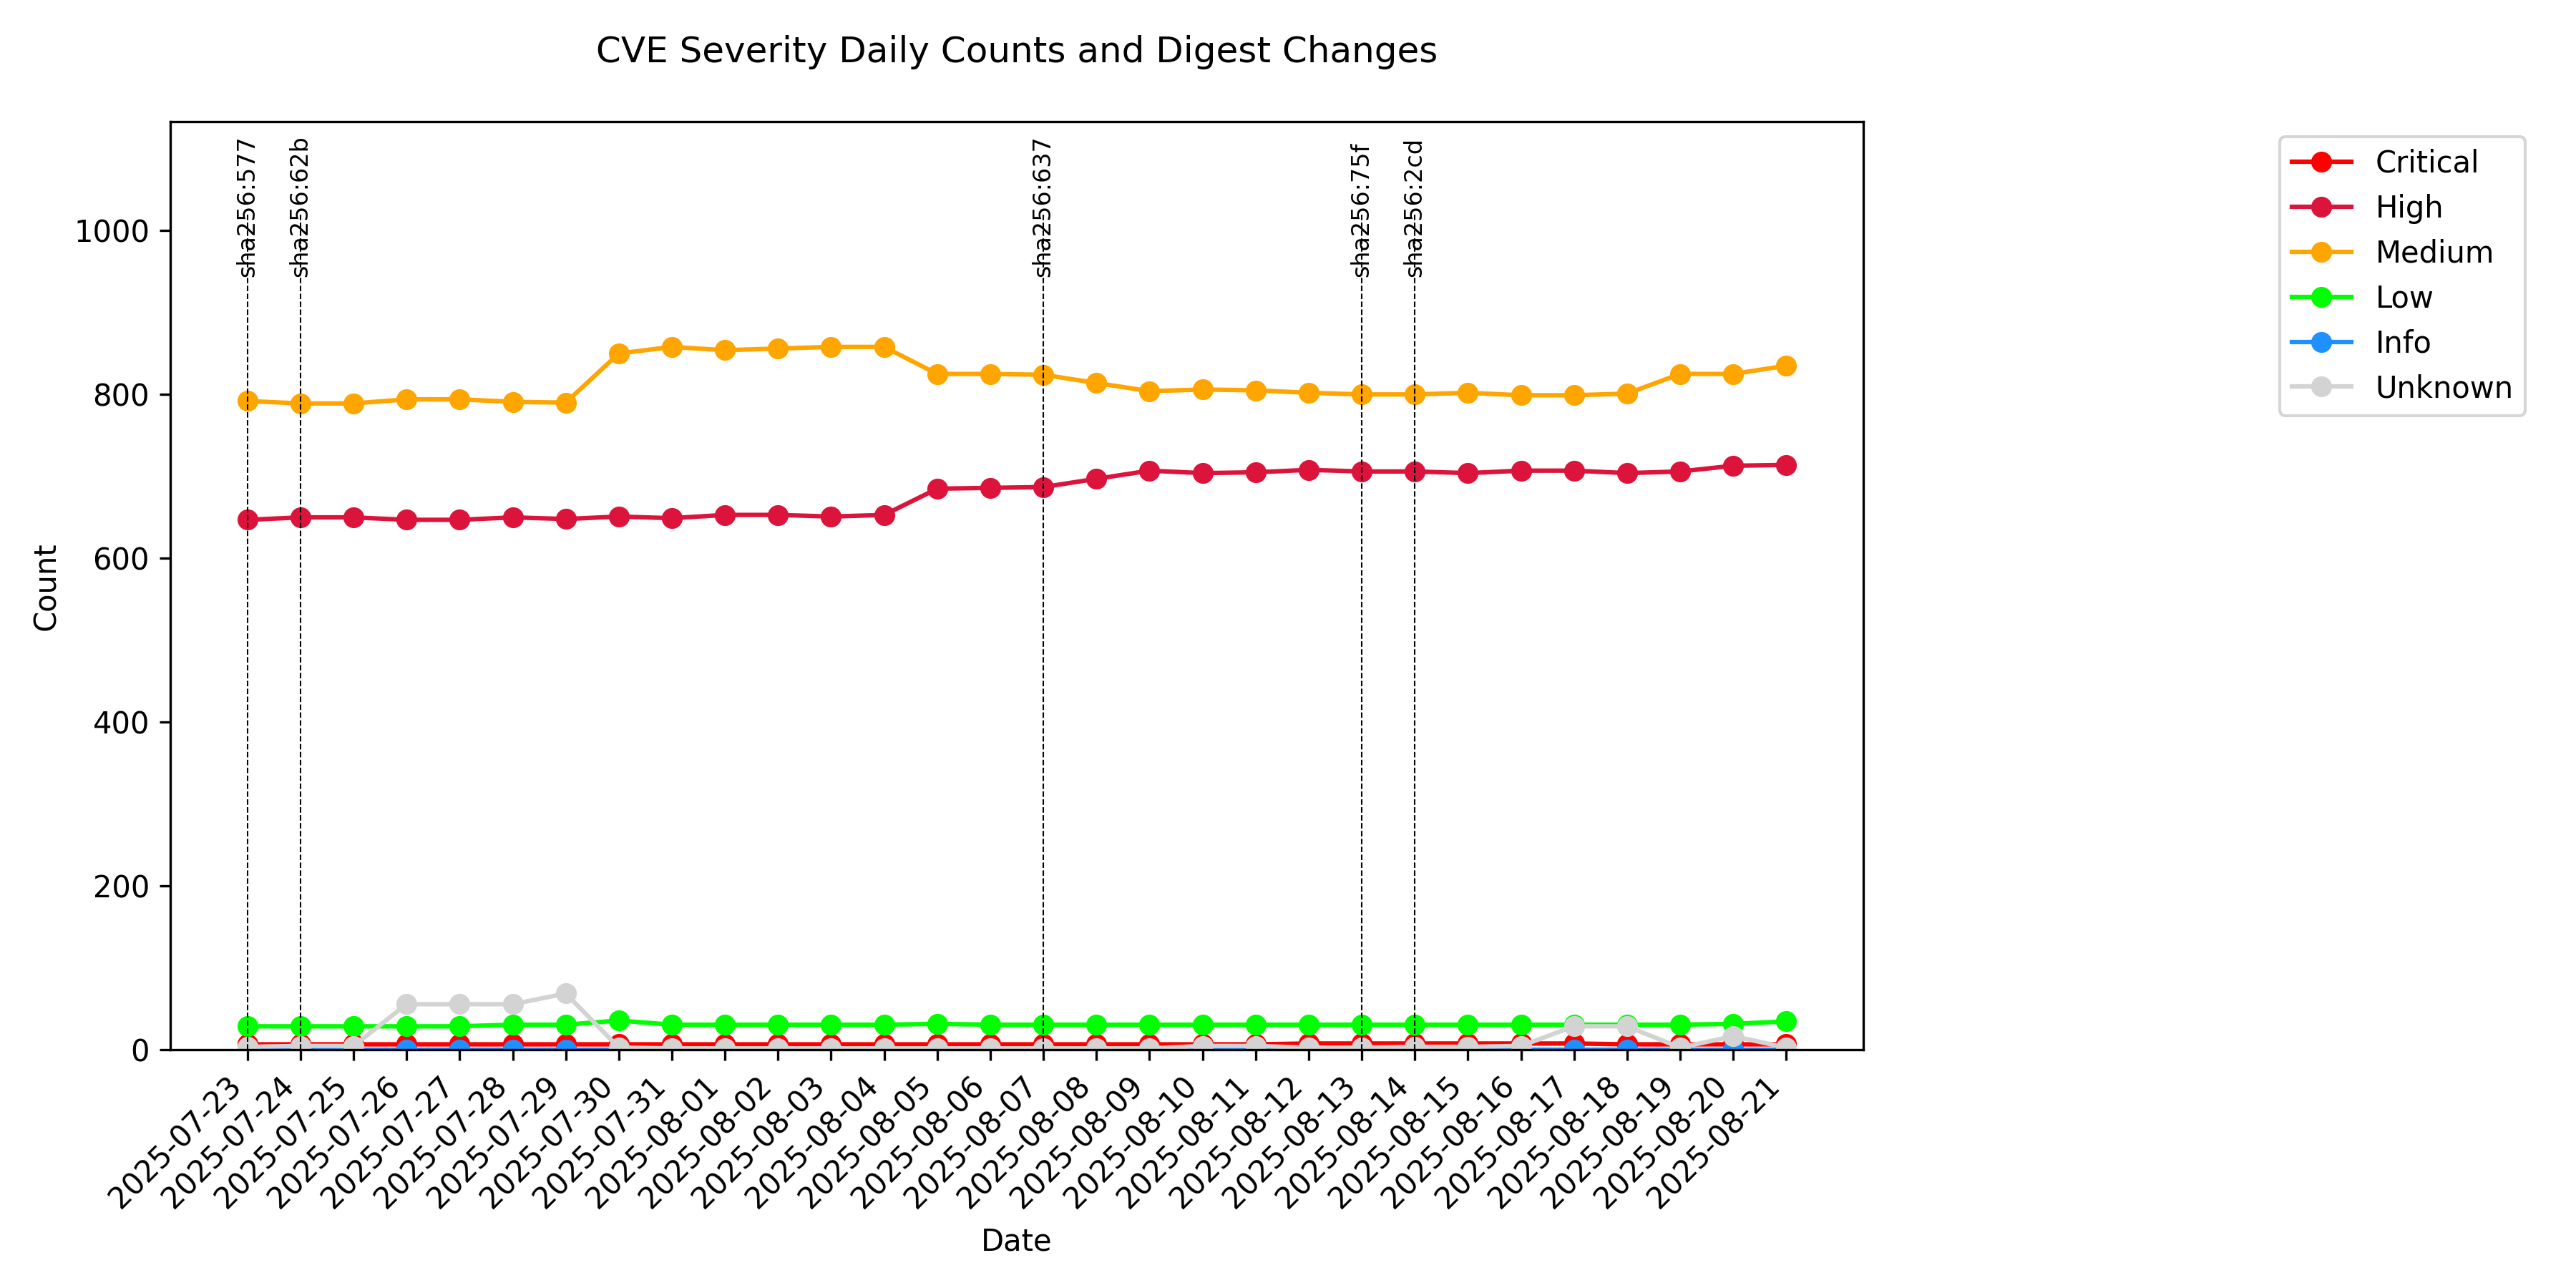 CVE Severity Daily Counts and Digest Changes
sha256:577
sha256:62b
sha256:637
sha256:75f
sha256:2cd
Critical
High
Medium
Low
Info
Unknown
1000
800
600
400
200
0
Count
2025-07-23
2025-07-24
2025-07-25
2025-07-26
2025-07-27
2025-07-28
2025-07-29
2025-07-30
2025-07-31
2025-08-01
2025-08-02
2025-08-03
2025-08-04
2025-08-05
2025-08-06
2025-08-07
2025-08-08
2025-08-09
2025-08-10
2025-08-11
2025-08-12
2025-08-13
2025-08-14
2025-08-15
2025-08-16
2025-08-17
2025-08-18
2025-08-19
2025-08-20
2025-08-21
Date